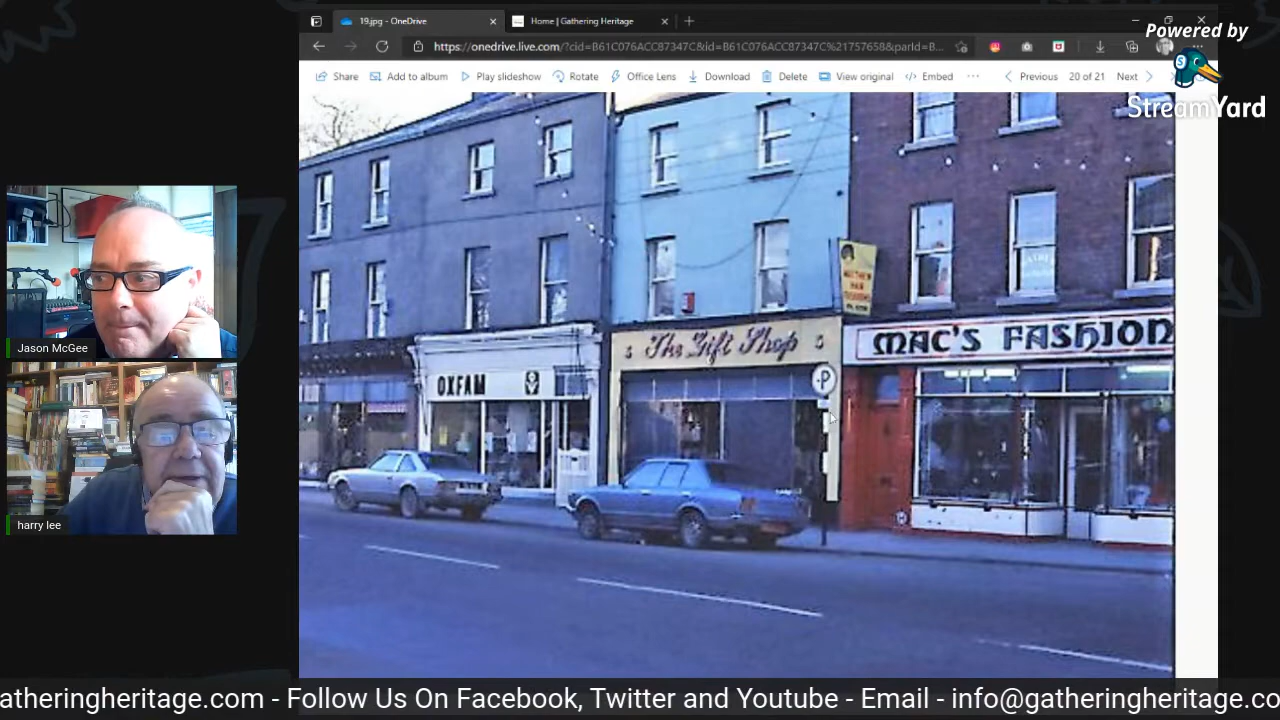 19.jpg - OneDrive
Home | Gathering Heritage
https://onedrive.live.com/?cid=B61C076ACC87347C&id=B61C076ACC87347C%21757658&parId=B...
Share
Add to album
Play slideshow
Rotate
Office Lens
Download
Delete
View original
Embed
Previous
20 of 21
Next
Powered by
StreamYard
OXFAM
The Gift Shop
P
MAC'S FASHION
Jason McGee
harry lee
atheringheritage.com - Follow Us On Facebook, Twitter and Youtube - Email - info@gatheringheritage.co